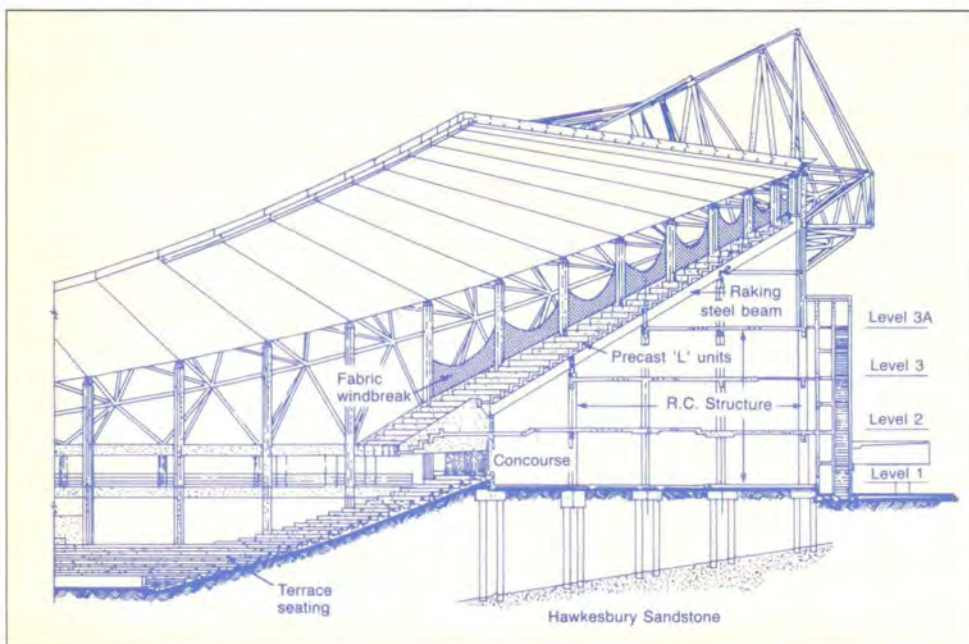 Raking
steel beam
Level 3A
Precast 'L' units
Level 3
Fabric
windbreak
R.C. Structure
Level 2
Concourse
Level 1
Terrace
seating
Hawkesbury Sandstone